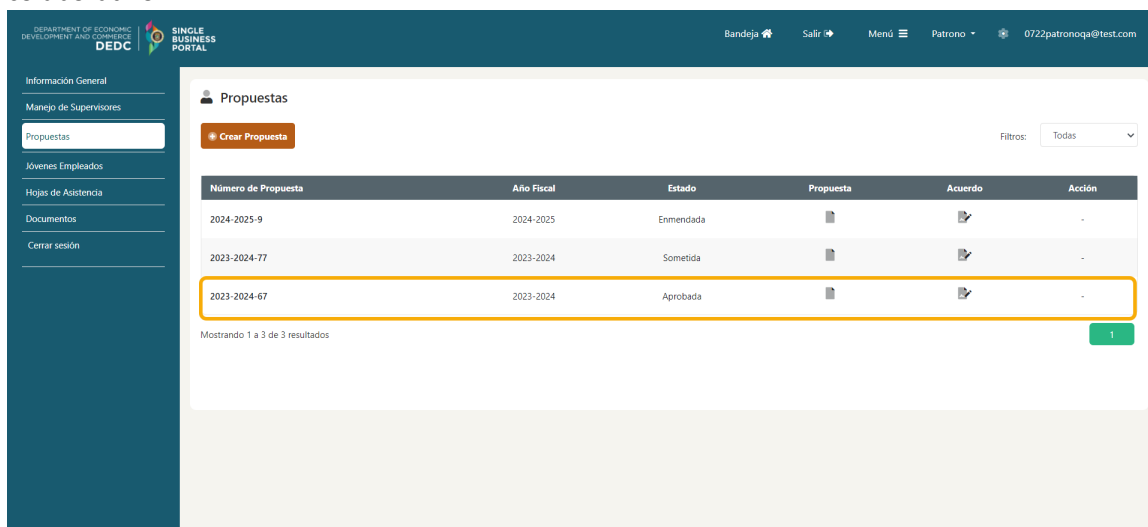 DEPARTMENT OF ECONOMIC
DEVELOPMENT AND COMMERCE
DEDC
SINGLE
BUSINESS
PORTAL
Bandeja Salir Menú Patrono 0722patronoqa@test.com
Información General
Manejo de Supervisores
Propuestas
Jóvenes Empleados
Hojas de Asistencia
Documentos
Cerrar sesión
Propuestas
Crear Propuesta
Filtros: Todas
Número de Propuesta Año Fiscal Estado Propuesta Acuerdo Acción
2024-2025-9 2024-2025 Enmendada -
2023-2024-77 2023-2024 Sometida -
2023-2024-67 2023-2024 Aprobada -
Mostrando 1 a 3 de 3 resultados
1